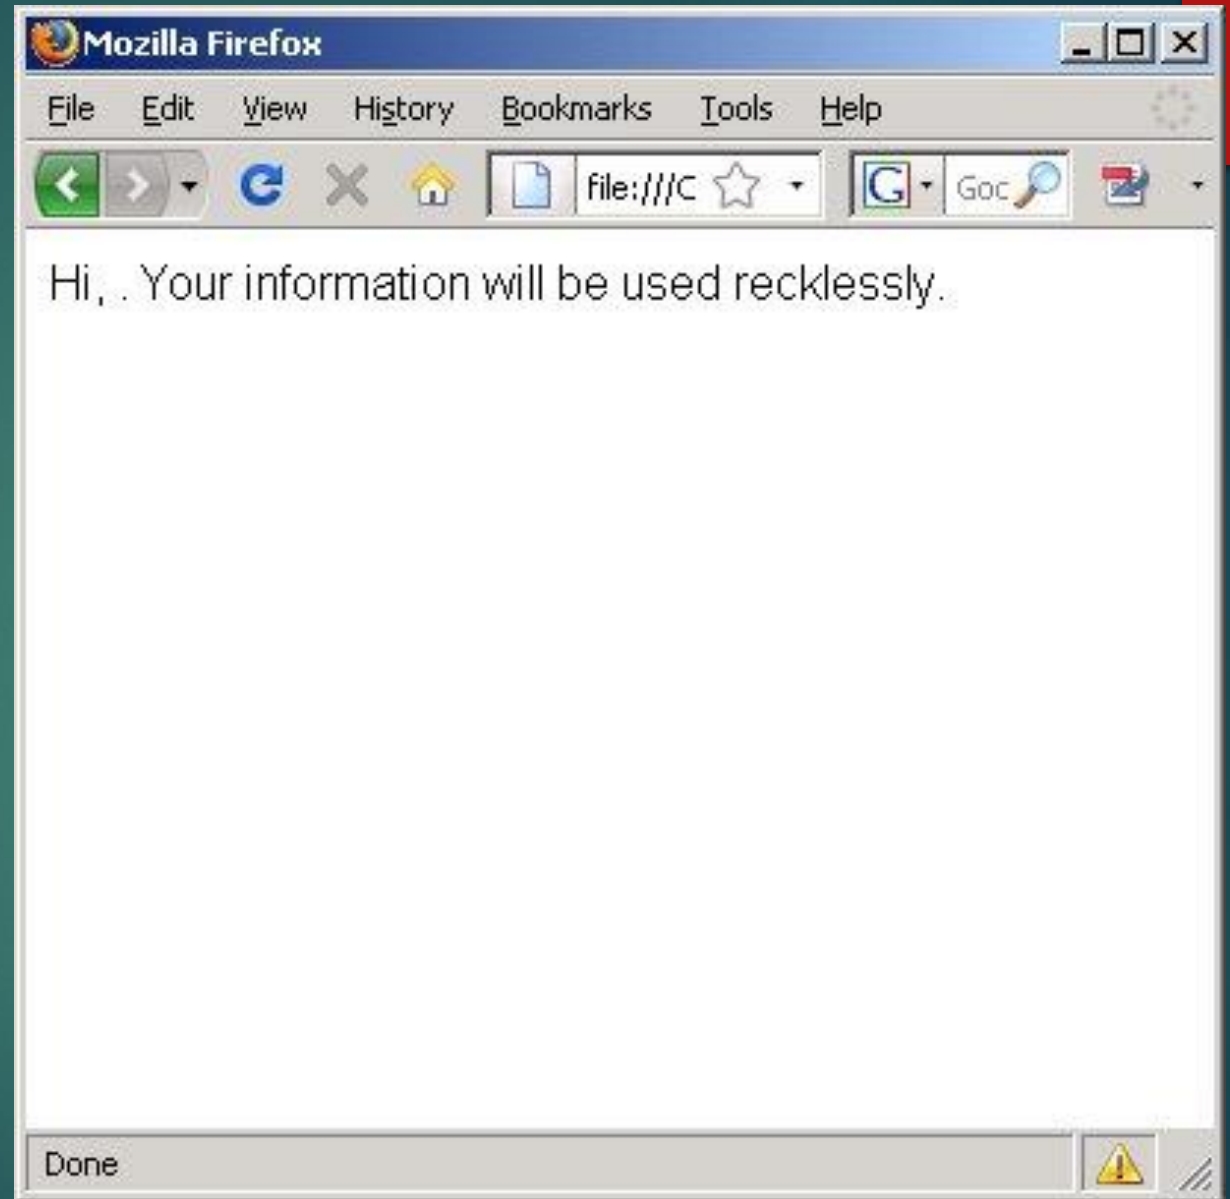 Mozilla Firefox
File Edit View History Bookmarks Tools Help
file:///C G Goc
Hi, . Your information will be used recklessly.
Done